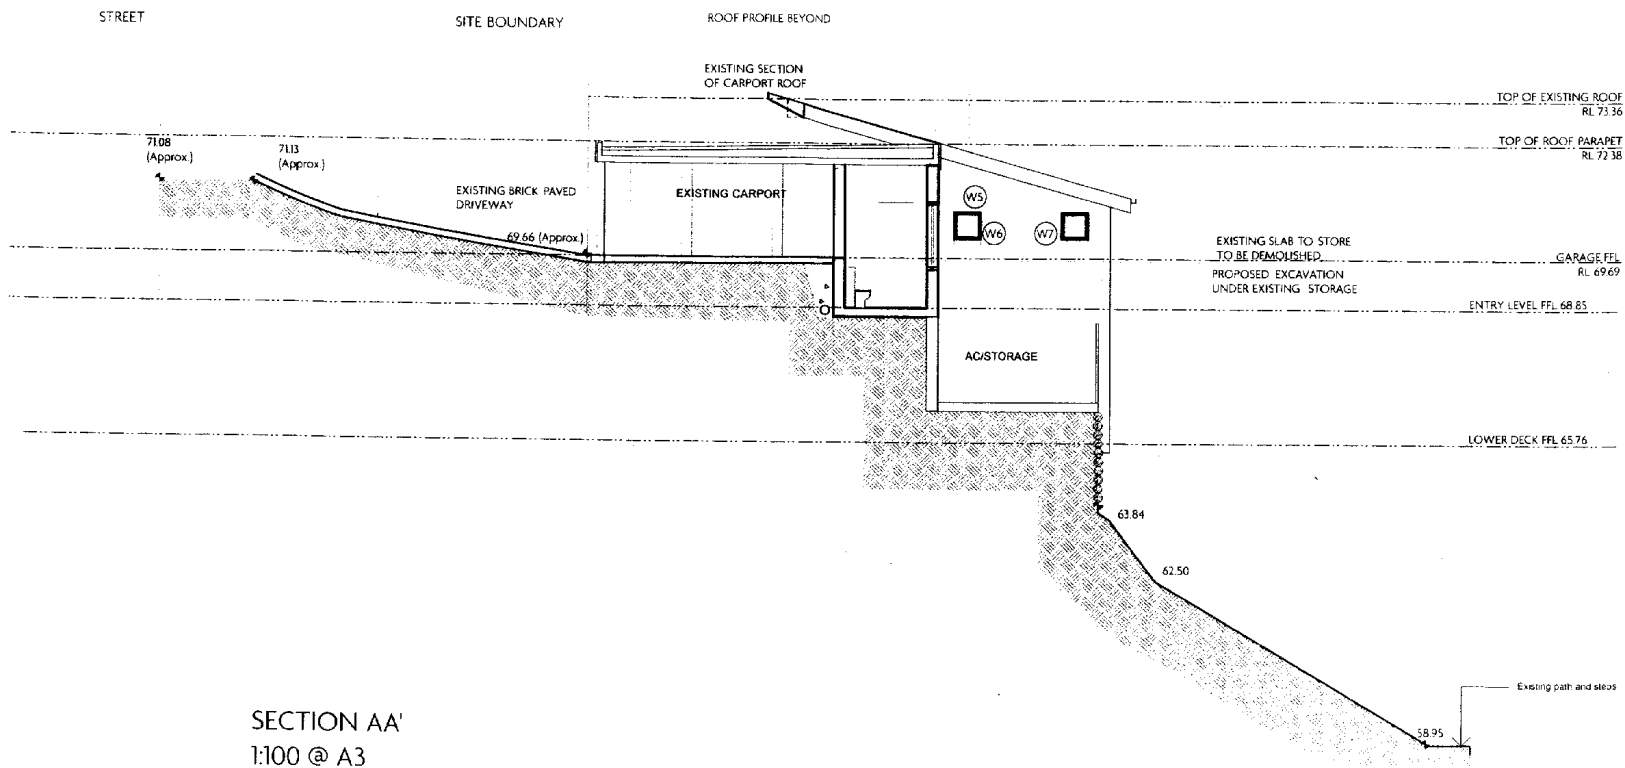 STREET
SITE BOUNDARY
ROOF PROFILE BEYOND
EXISTING SECTION
OF CARPORT ROOF
TOP OF EXISTING ROOF
RL 73.36
71.08
(Approx.)
71.13
(Approx.)
TOP OF ROOF PARAPET
RL 72.38
EXISTING BRICK PAVED
DRIVEWAY
EXISTING CARPORT
W5
W6
W7
69.66 (Approx.)
EXISTING SLAB TO STORE
TO BE DEMOLISHED
PROPOSED EXCAVATION
UNDER EXISTING STORAGE
GARAGE FFL
RL 69.69
ENTRY LEVEL FFL 68.85
AC/STORAGE
LOWER DECK FFL 65.76
63.84
62.50
Existing path and steps
58.95
SECTION AA'
1:100 @ A3